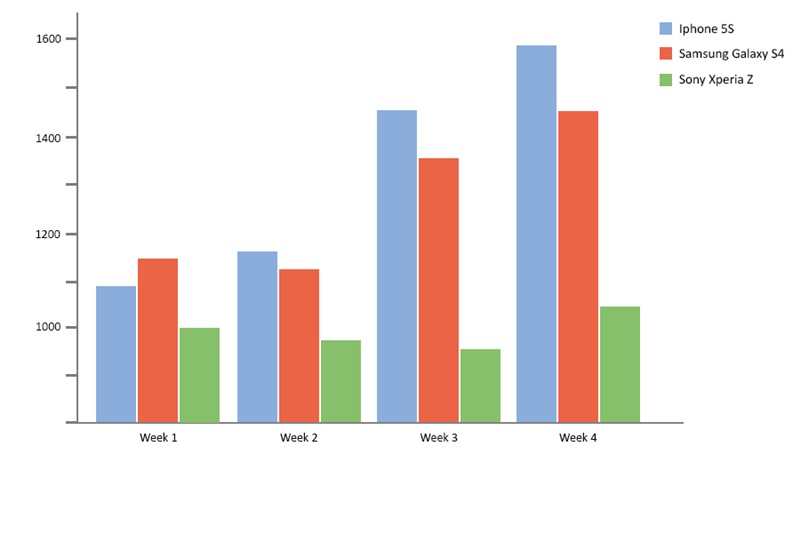 1600
1400
1200
1000
Week 1
Week 2
Week 3
Week 4
Iphone 5S
Samsung Galaxy S4
Sony Xperia Z